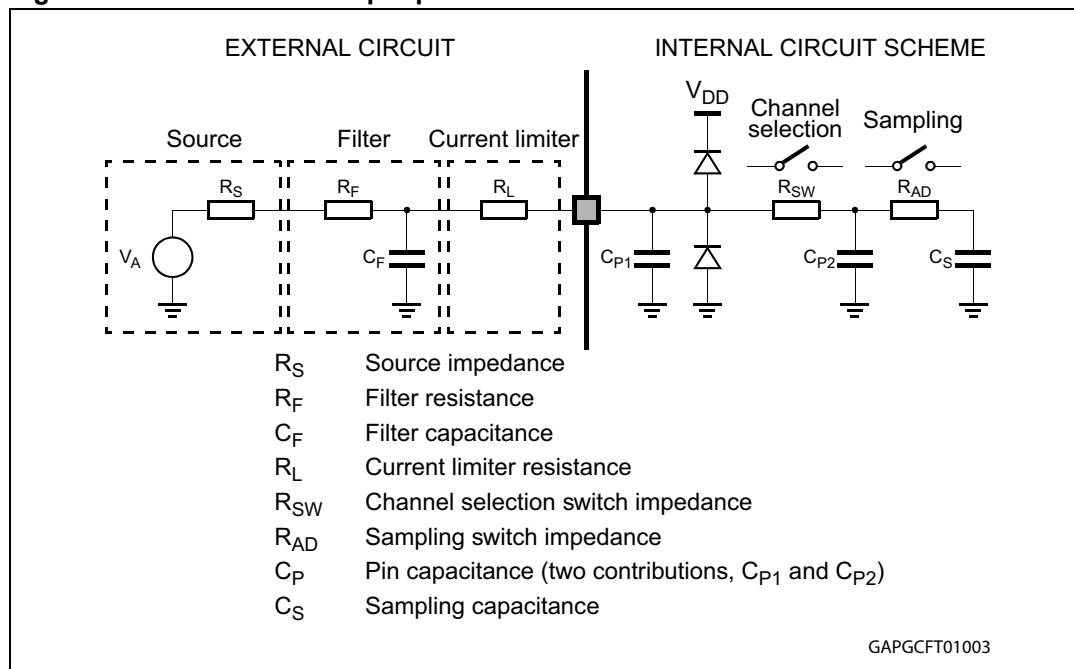 EXTERNAL CIRCUIT
INTERNAL CIRCUIT SCHEME
VDD
Channel
selection
Sampling
Source
Filter
Current limiter
RS
RF
RL
RSW
RAD
VA
CF
CP1
CP2
CS
RS Source impedance
RF Filter resistance
CF Filter capacitance
RL Current limiter resistance
RSW Channel selection switch impedance
RAD Sampling switch impedance
CP Pin capacitance (two contributions, CP1 and CP2)
CS Sampling capacitance
GAPGCFT01003